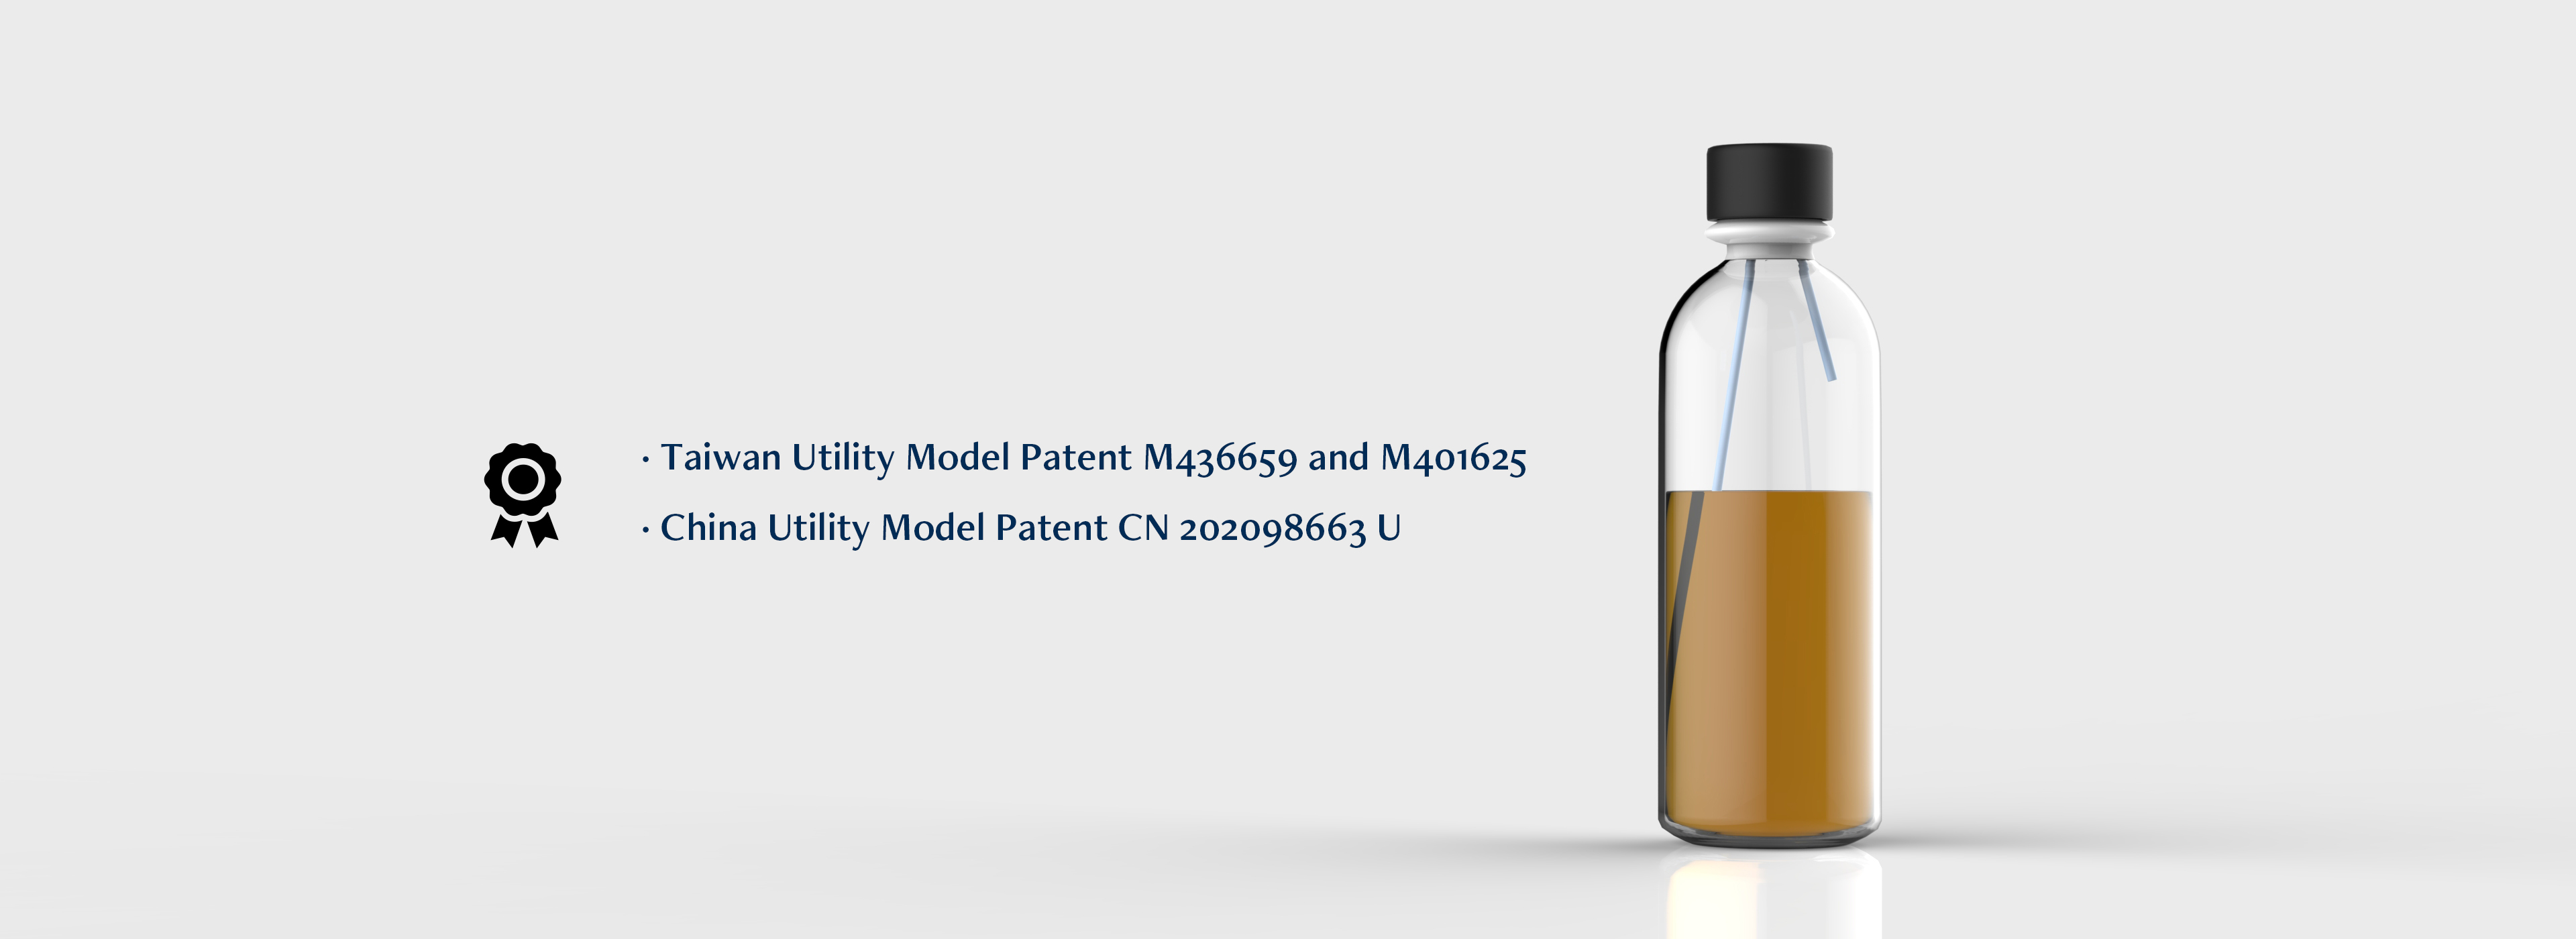 · Taiwan Utility Model Patent M436659 and M401625
· China Utility Model Patent CN 202098663 U